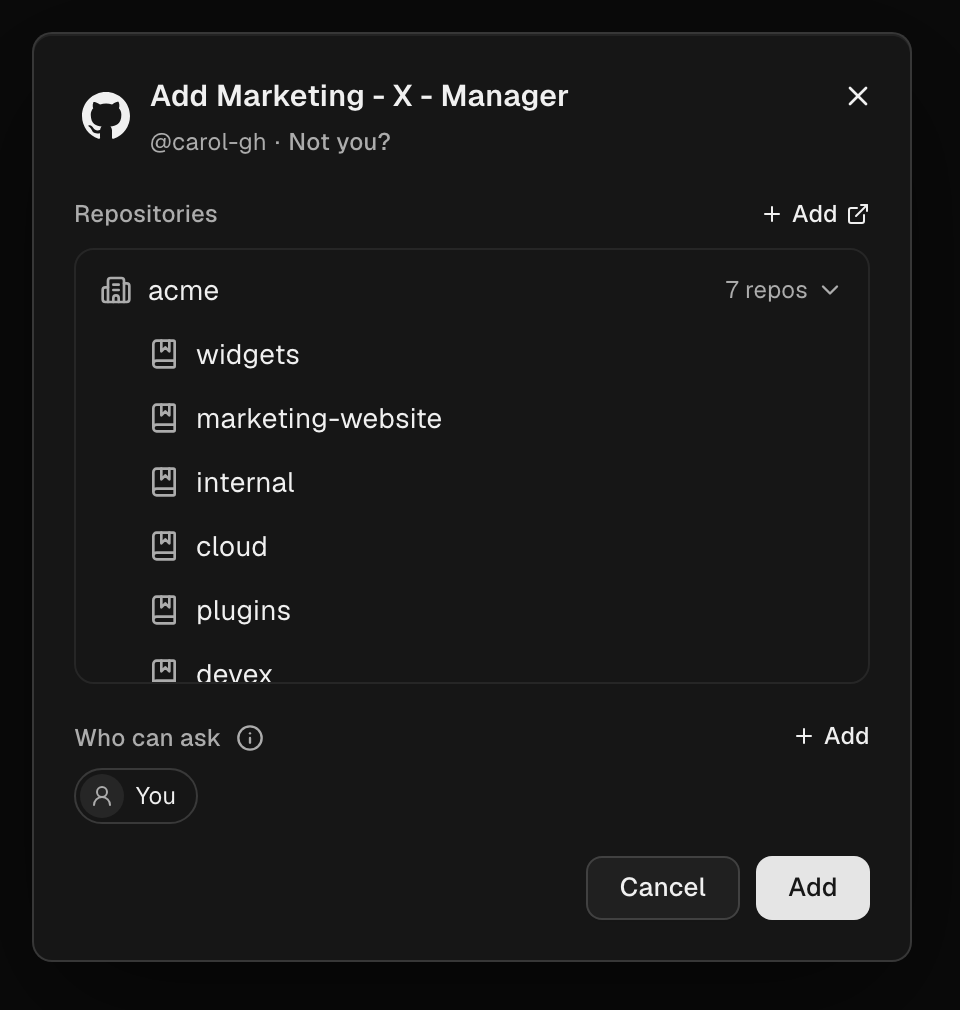 Add Marketing - X - Manager
@carol-gh · Not you?
Repositories
+ Add
acme
7 repos
widgets
marketing-website
internal
cloud
plugins
devex
Who can ask
+ Add
You
Cancel
Add